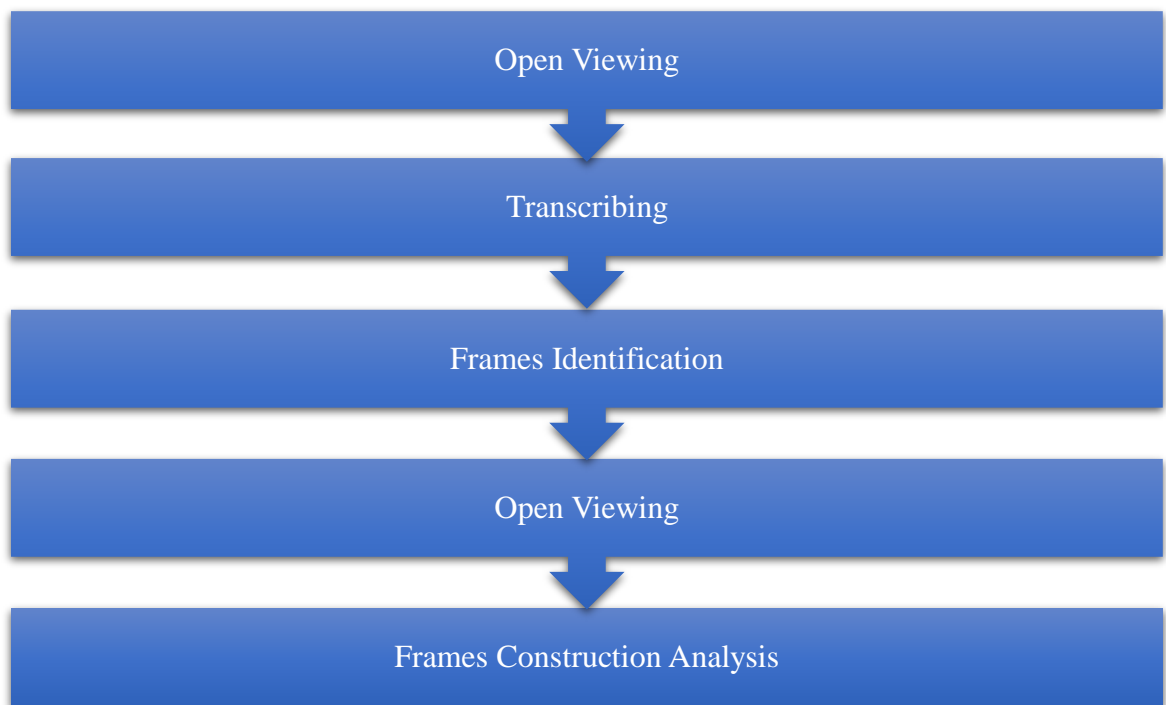 Open Viewing
Transcribing
Frames Identification
Open Viewing
Frames Construction Analysis